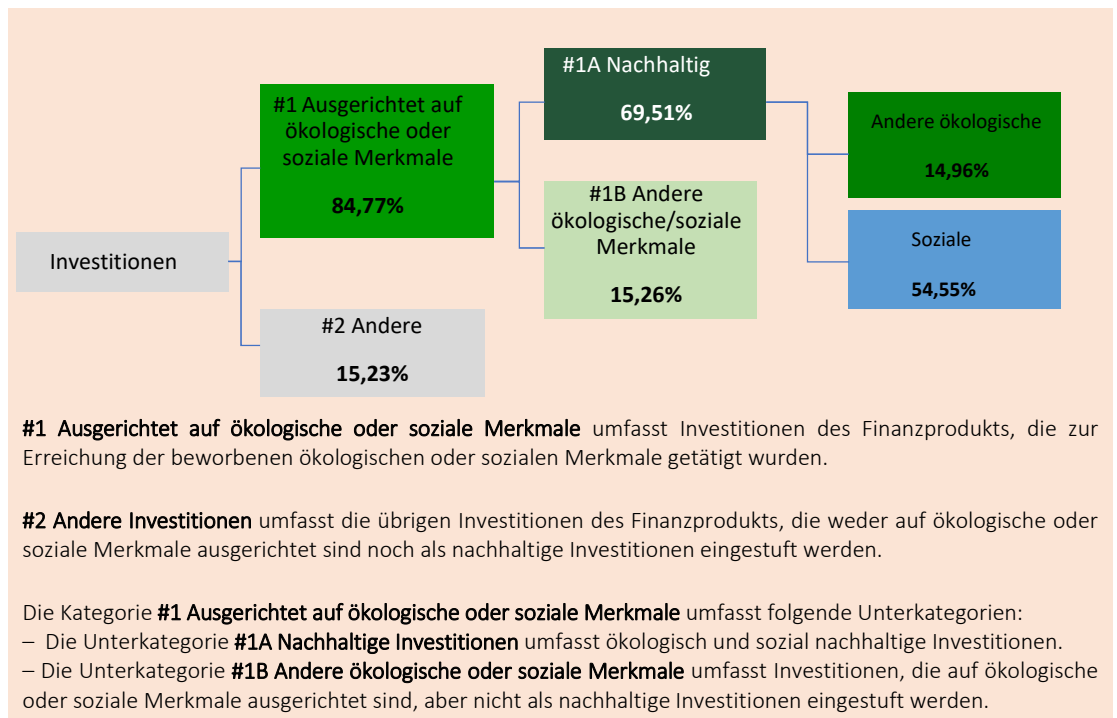 #1A Nachhaltig
69,51%
#1 Ausgerichtet auf
ökologische oder
soziale Merkmale
84,77%
Andere ökologische
14,96%
#1B Andere
ökologische/soziale
Merkmale
15,26%
Soziale
54,55%
Investitionen
#2 Andere
15,23%
#1 Ausgerichtet auf ökologische oder soziale Merkmale umfasst Investitionen des Finanzprodukts, die zur
Erreichung der beworbenen ökologischen oder sozialen Merkmale getätigt wurden.
#2 Andere Investitionen umfasst die übrigen Investitionen des Finanzprodukts, die weder auf ökologische oder
soziale Merkmale ausgerichtet sind noch als nachhaltige Investitionen eingestuft werden.
Die Kategorie #1 Ausgerichtet auf ökologische oder soziale Merkmale umfasst folgende Unterkategorien:
– Die Unterkategorie #1A Nachhaltige Investitionen umfasst ökologisch und sozial nachhaltige Investitionen.
– Die Unterkategorie #1B Andere ökologische oder soziale Merkmale umfasst Investitionen, die auf ökologische
oder soziale Merkmale ausgerichtet sind, aber nicht als nachhaltige Investitionen eingestuft werden.